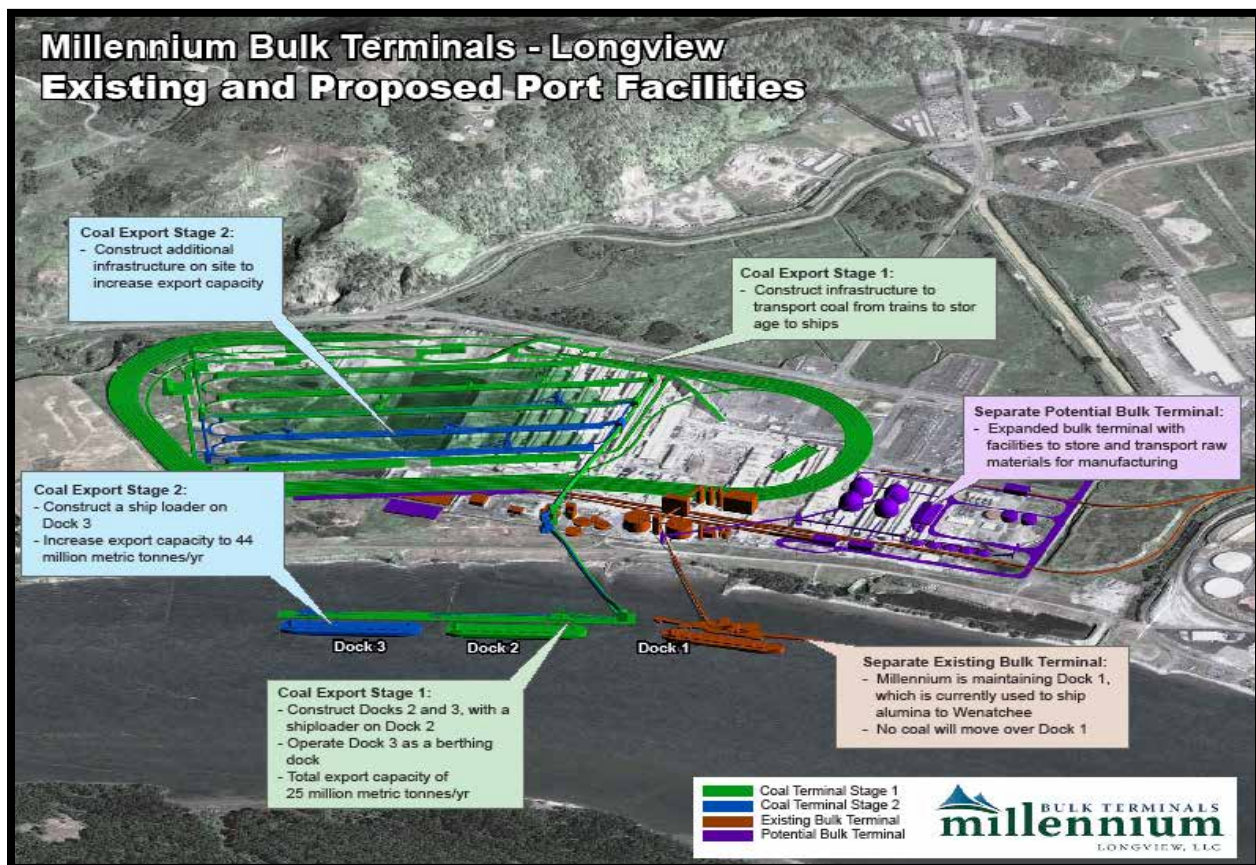 Millennium Bulk Terminals - Longview
Existing and Proposed Port Facilities
Coal Export Stage 2:
- Construct additional
infrastructure on site to
increase export capacity
Coal Export Stage 1:
- Construct infrastructure to
transport coal from trains to stor
age to ships
Separate Potential Bulk Terminal:
- Expanded bulk terminal with
facilities to store and transport raw
materials for manufacturing
Coal Export Stage 2:
- Construct a ship loader on
Dock 3
- Increase export capacity to 44
million metric tonnes/yr
Dock 3
Dock 2
Dock 1
Coal Export Stage 1:
- Construct Docks 2 and 3, with a
shiploader on Dock 2
- Operate Dock 3 as a berthing
dock
- Total export capacity of
25 million metric tonnes/yr
Separate Existing Bulk Terminal:
- Millennium is maintaining Dock 1,
which is currently used to ship
alumina to Wenatchee
- No coal will move over Dock 1
Coal Terminal Stage 1
Coal Terminal Stage 2
Existing Bulk Terminal
Potential Bulk Terminal
BULK TERMINALS
millennium
LONGVIEW, LLC